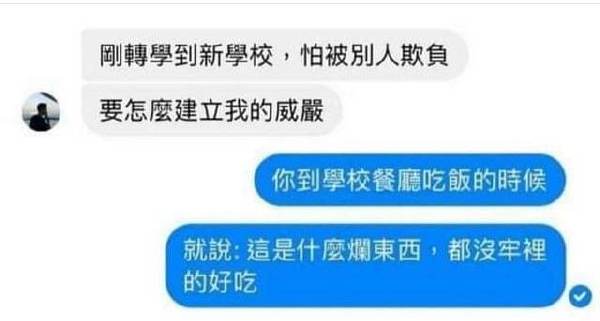 剛轉學到新學校，怕被別人欺負
要怎麼建立我的威嚴
你到學校餐廳吃飯的時候
就說: 這是什麼爛東西，都沒牢裡
的好吃